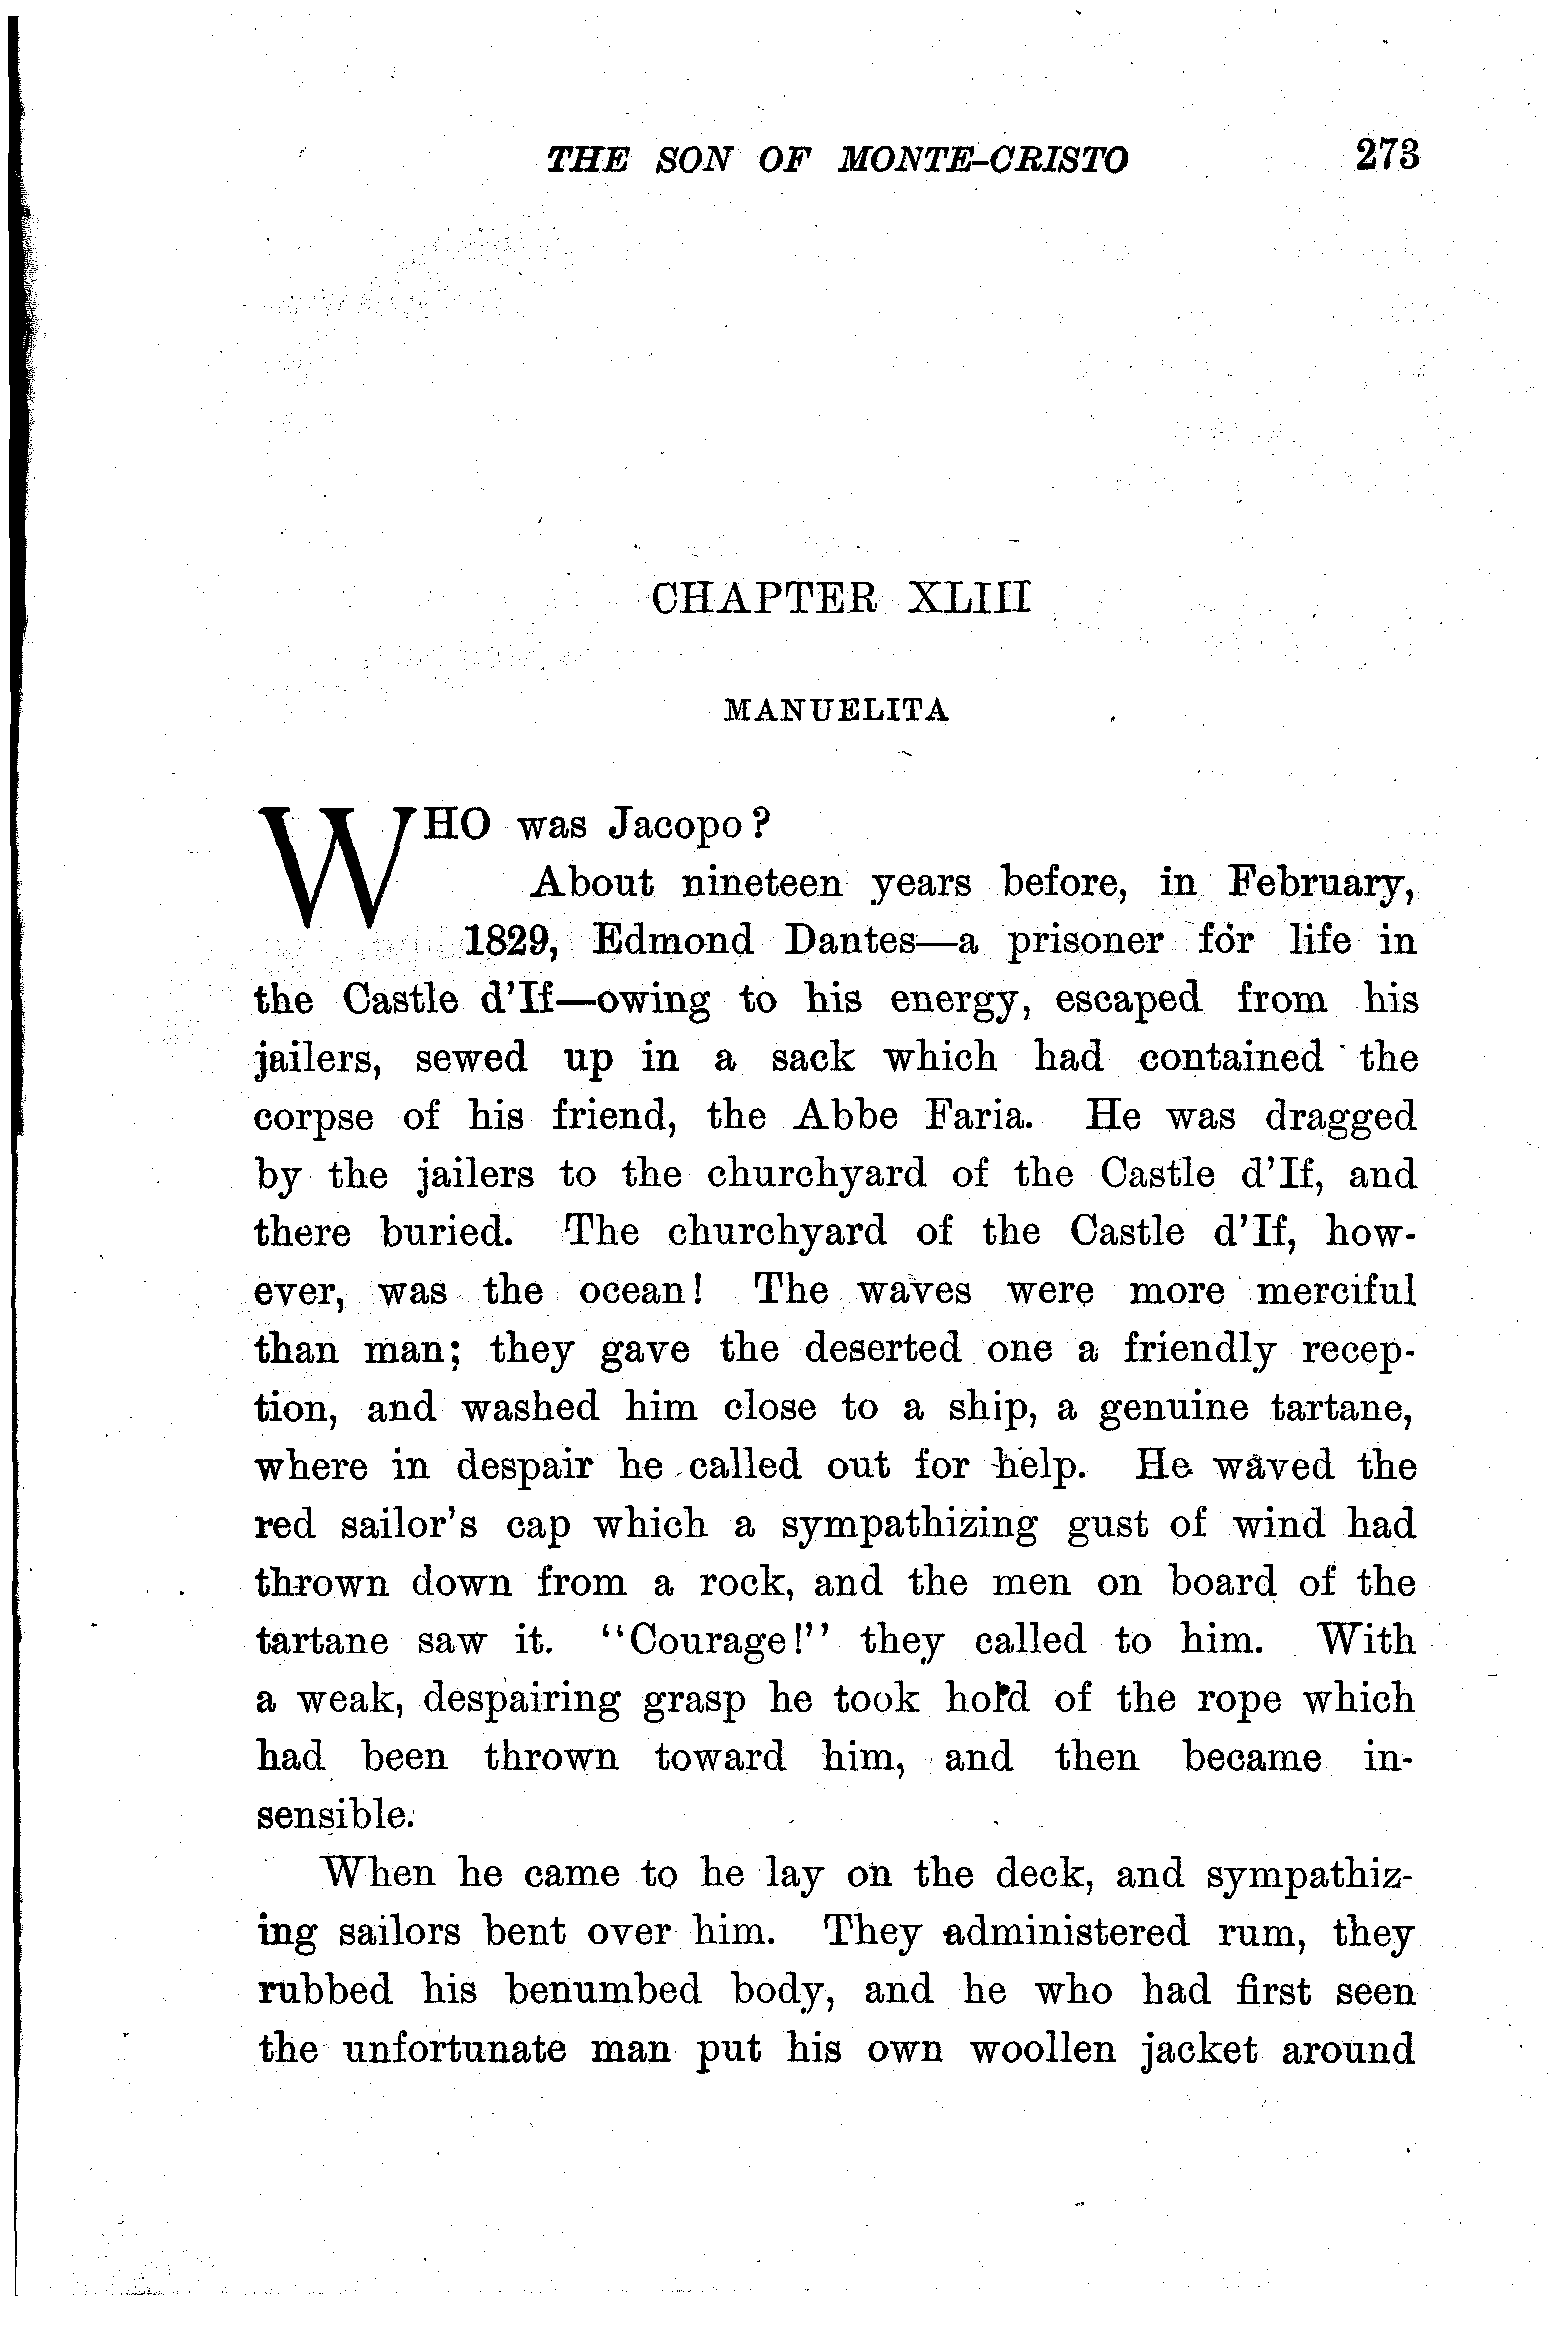 THE SON OF MONTE-CRISTO 273
CHAPTER XLIII
MANUELITA
WHO was Jacopo?
About nineteen years before, in February,
1829, Edmond Dantes—a prisoner for life in
the Castle d'If—owing to his energy, escaped from his
jailers, sewed up in a sack which had contained the
corpse of his friend, the Abbe Faria. He was dragged
by the jailers to the churchyard of the Castle d'If, and
there buried. The churchyard of the Castle d'If, how-
ever, was the ocean! The waves were more merciful
than man; they gave the deserted one a friendly recep-
tion, and washed him close to a ship, a genuine tartane,
where in despair he called out for help. He waved the
red sailor's cap which a sympathizing gust of wind had
thrown down from a rock, and the men on board of the
tartane saw it. "Courage!" they called to him. With
a weak, despairing grasp he took hold of the rope which
had been thrown toward him, and then became in-
sensible.
When he came to he lay on the deck, and sympathiz-
ing sailors bent over him. They administered rum, they
rubbed his benumbed body, and he who had first seen
the unfortunate man put his own woollen jacket around